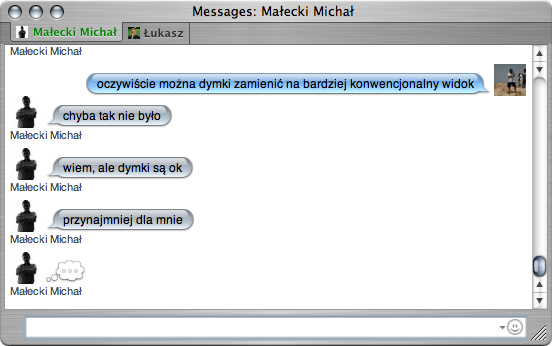 Messages: Małecki Michał
Małecki Michał
Łukasz
Małecki Michał
oczywiście można dymki zamienić na bardziej konwencjonalny widok
chyba tak nie było
Małecki Michał
wiem, ale dymki są ok
Małecki Michał
przynajmniej dla mnie
Małecki Michał
Małecki Michał